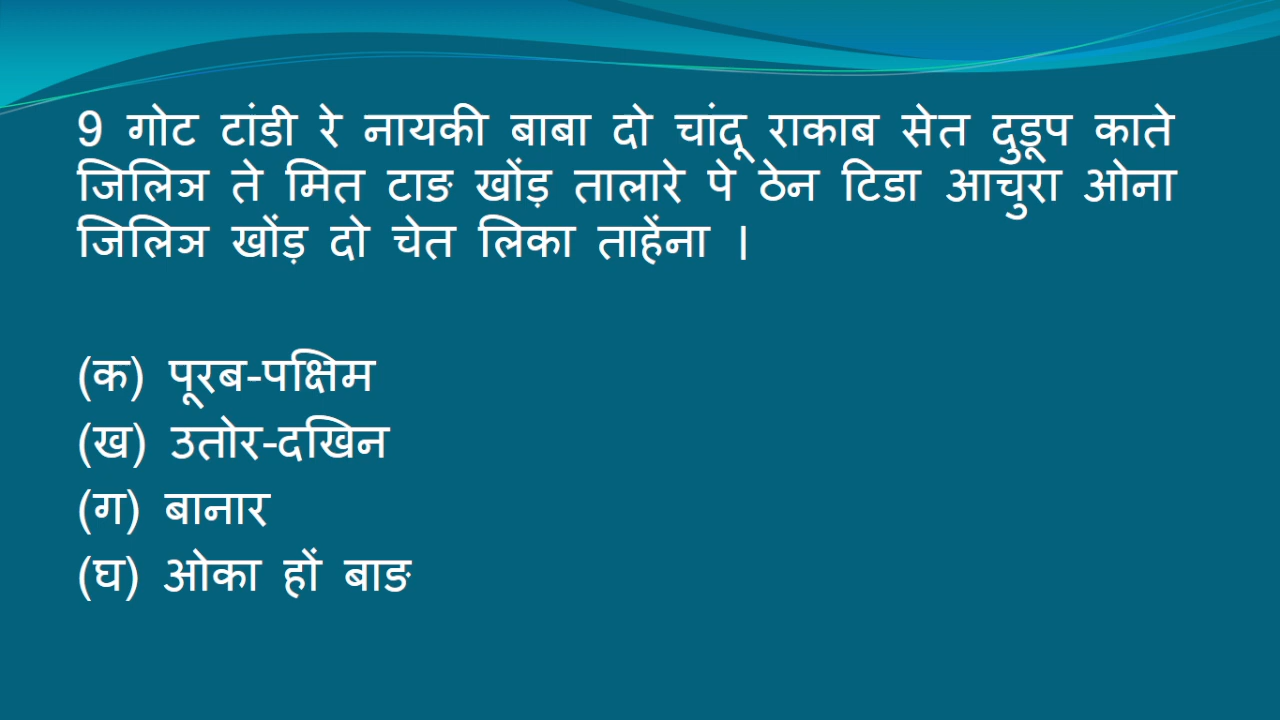 9 गोट टांडी रे नायकी बाबा दो चांदू राकाब सेत दुडूप काते
जिलिञ ते मित टाङ खोंड़ तालारे पे ठेन टिडा आचुरा ओना
जिलिञ खोंड़ दो चेत लिका ताहेंना ।
(क) पूरब-पक्षिम
(ख) उतोर-दखिन
(ग) बानार
(घ) ओका हों बाङ